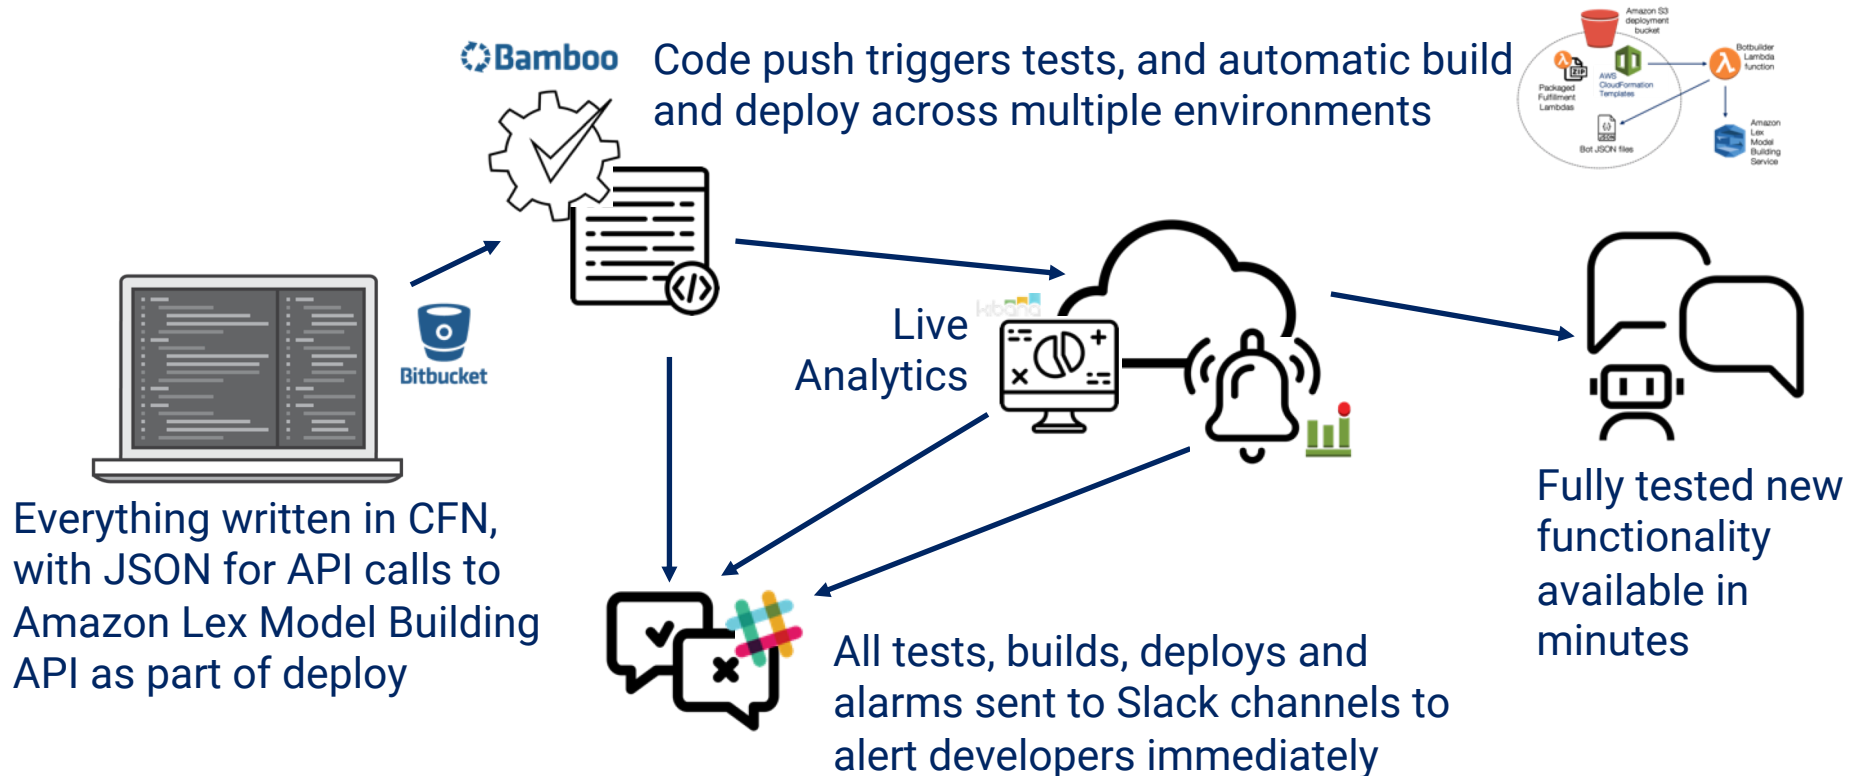 Bamboo
Code push triggers tests, and automatic build
and deploy across multiple environments
Amazon S3
deployment
bucket
Botbuilder
Lambda
function
ZIP
AWS
CloudFormation
Templates
Packaged
Fulfillment
Lambdas
{;}
JSON
Bot JSON files
Amazon
Lex
Model
Building
Service
</>
Bitbucket
kibana
Live
Analytics
Everything written in CFN,
with JSON for API calls to
Amazon Lex Model Building
API as part of deploy
Fully tested new
functionality
available in
minutes
All tests, builds, deploys and
alarms sent to Slack channels to
alert developers immediately